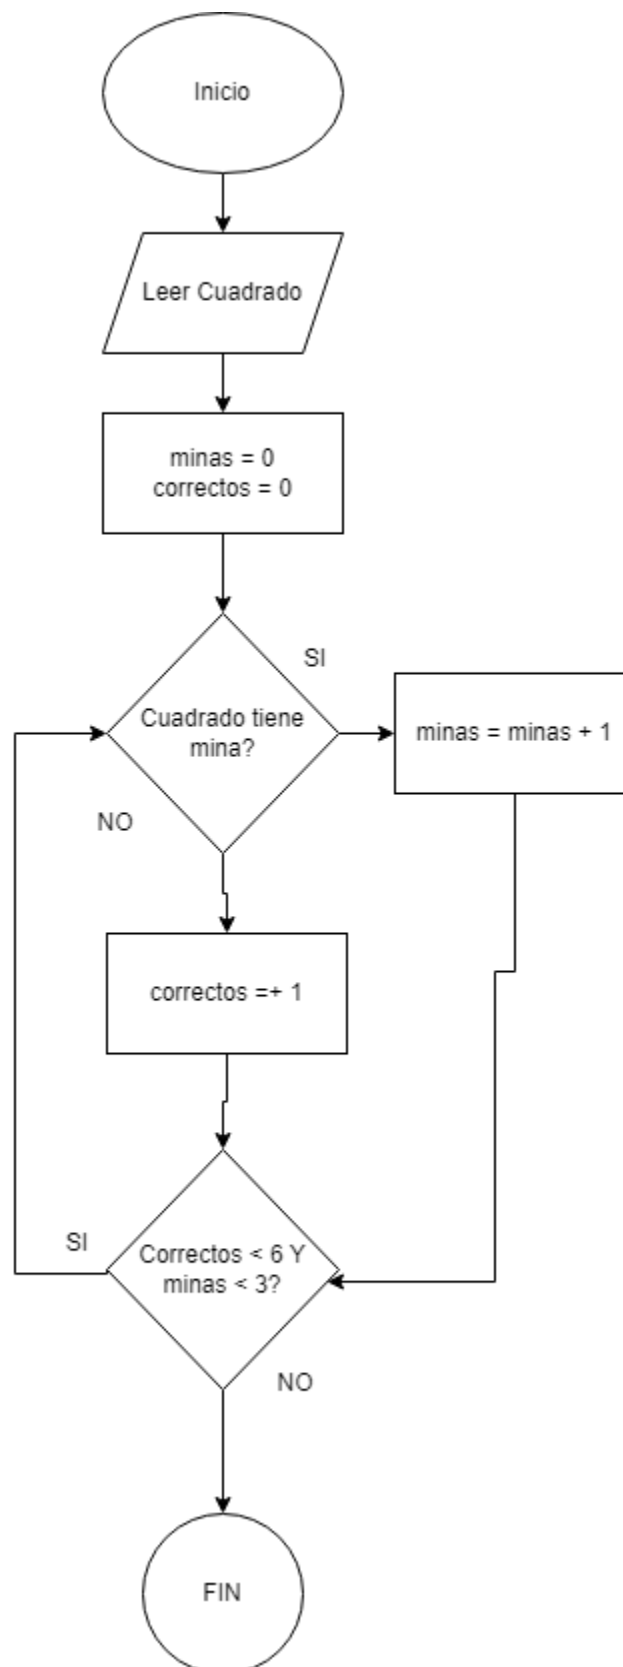 Inicio
Leer Cuadrado
minas = 0
correctos = 0
SI
Cuadrado tiene
mina?
minas = minas + 1
NO
correctos =+ 1
SI
Correctos < 6 Y
minas < 3?
NO
FIN